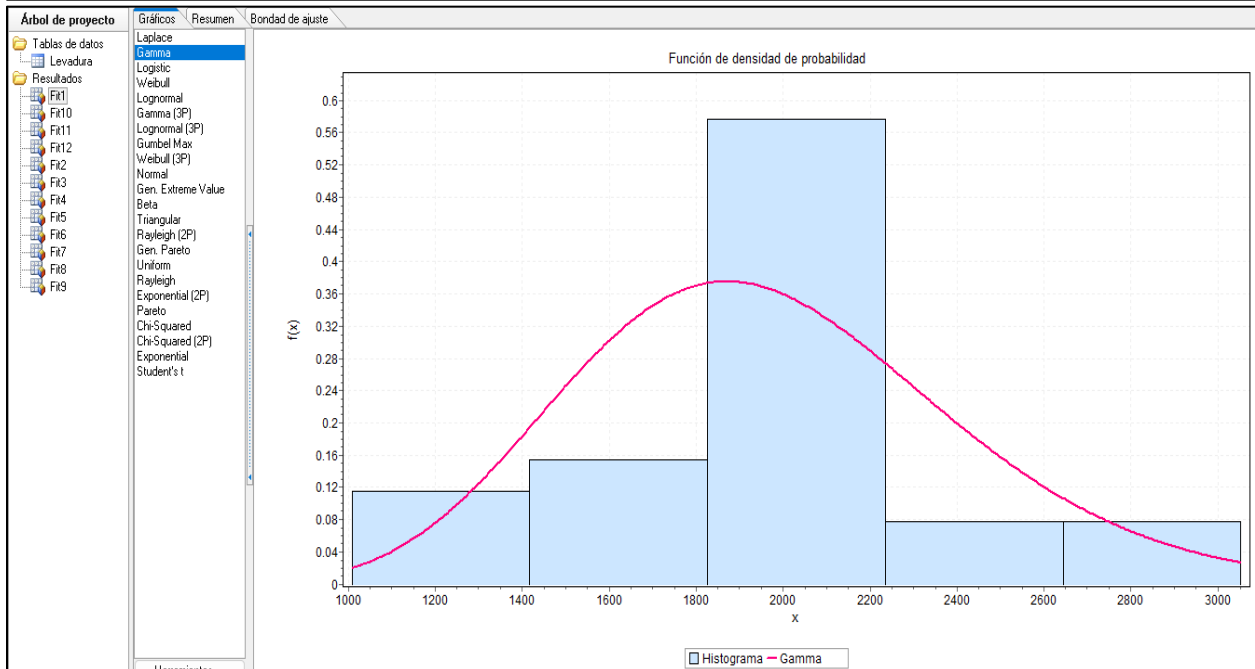 Árbol de proyecto
Tablas de datos
Levadura
Resultados
Fit1
Fit10
Fit11
Fit12
Fit2
Fit3
Fit4
Fit5
Fit6
Fit7
Fit8
Fit9
Gráficos Resumen Bondad de ajuste
Laplace
Gamma
Logistic
Weibull
Lognormal
Gamma (3P)
Lognormal (3P)
Gumbel Max
Weibull (3P)
Normal
Gen. Extreme Value
Beta
Triangular
Rayleigh (2P)
Gen. Pareto
Uniform
Rayleigh
Exponential (2P)
Pareto
Chi-Squared
Chi-Squared (2P)
Exponential
Student's t
Herramientas
Función de densidad de probabilidad
f(x)
0.6
0.56
0.52
0.48
0.44
0.4
0.36
0.32
0.28
0.24
0.2
0.16
0.12
0.08
0.04
0
1000 1200 1400 1600 1800 2000 2200 2400 2600 2800 3000
x
Histograma Gamma